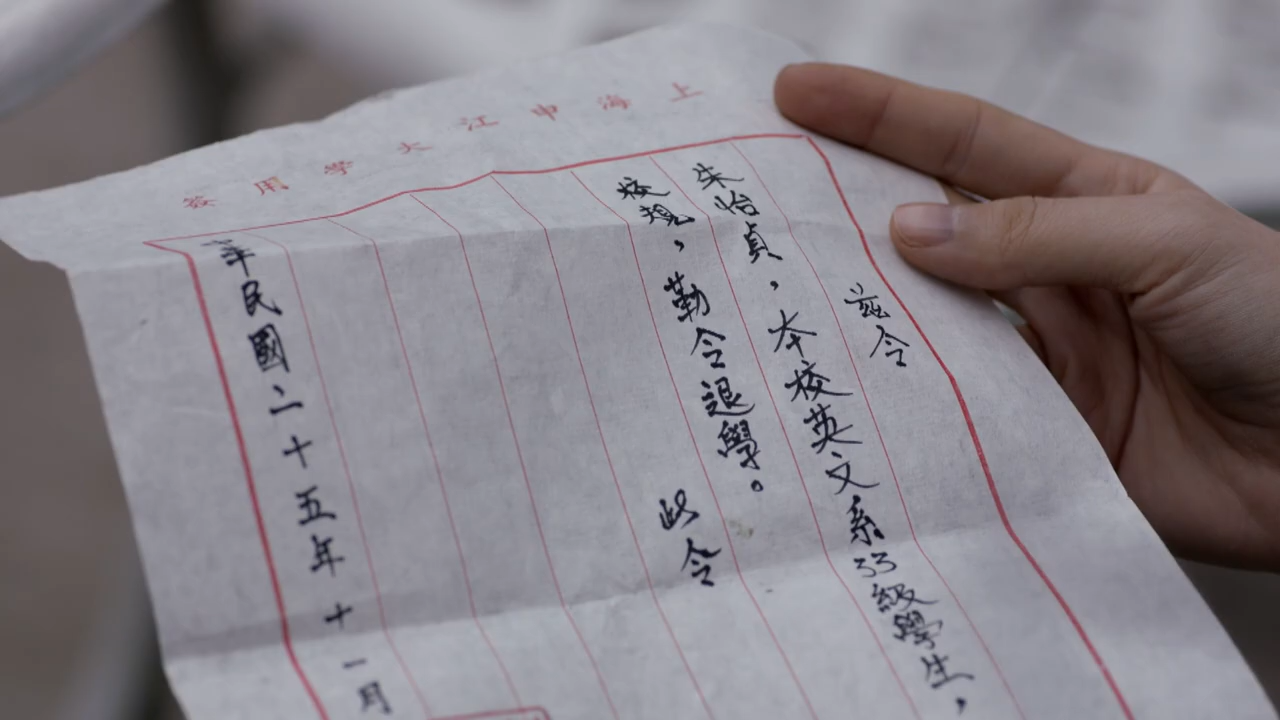 上海申江大學用箋
茲令
朱怡貞，本校英文系33級學生，
校規，勒令退學。
此令
華民國二十五年十一月